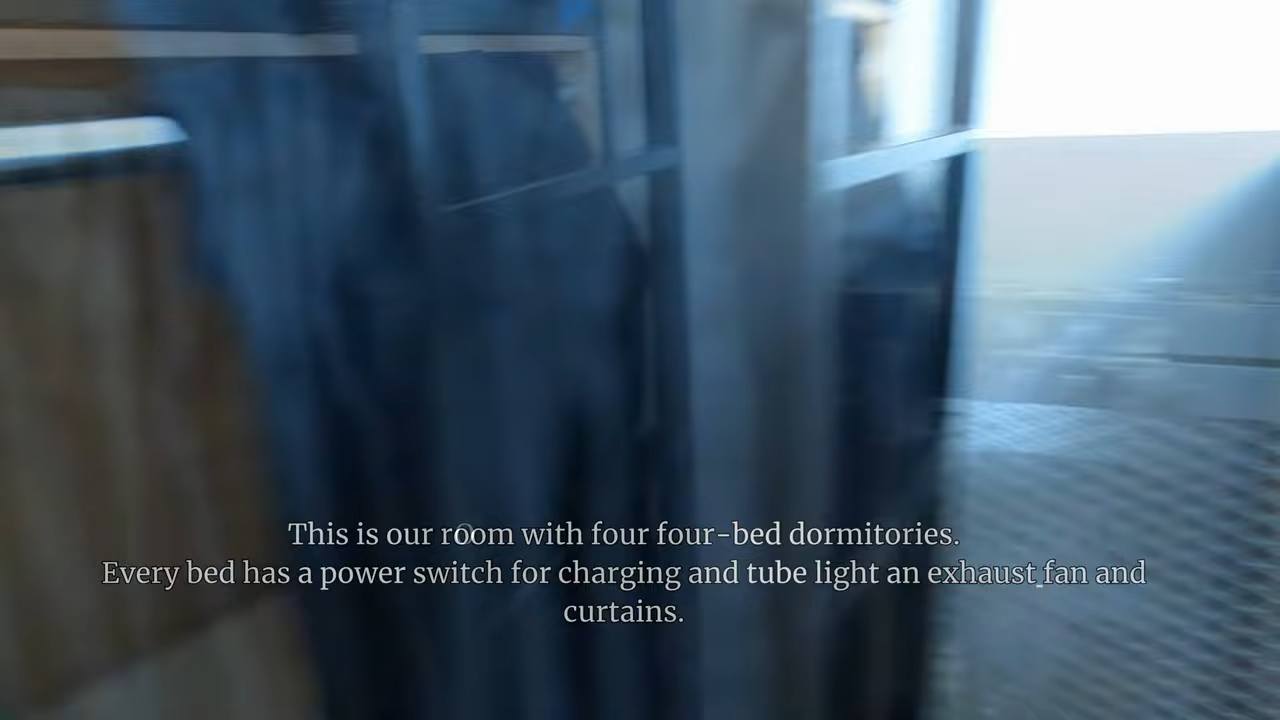 This is our room with four four-bed dormitories.
Every bed has a power switch for charging and tube light an exhaust fan and
curtains.